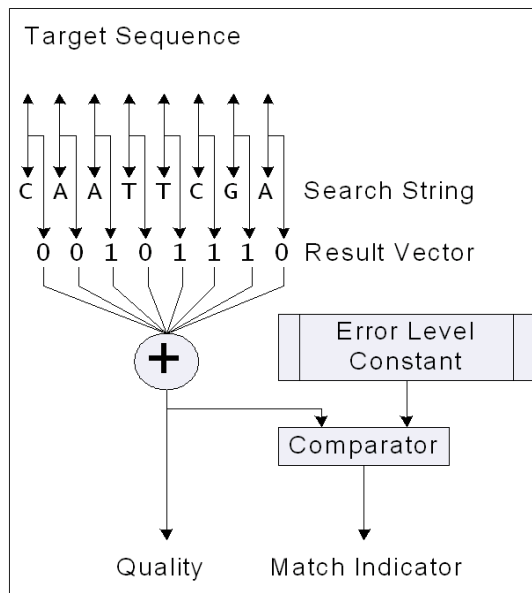 Target Sequence
C A A T T C G A Search String
0 0 1 0 1 1 1 0 Result Vector
+
Error Level
Constant
Comparator
Quality
Match Indicator